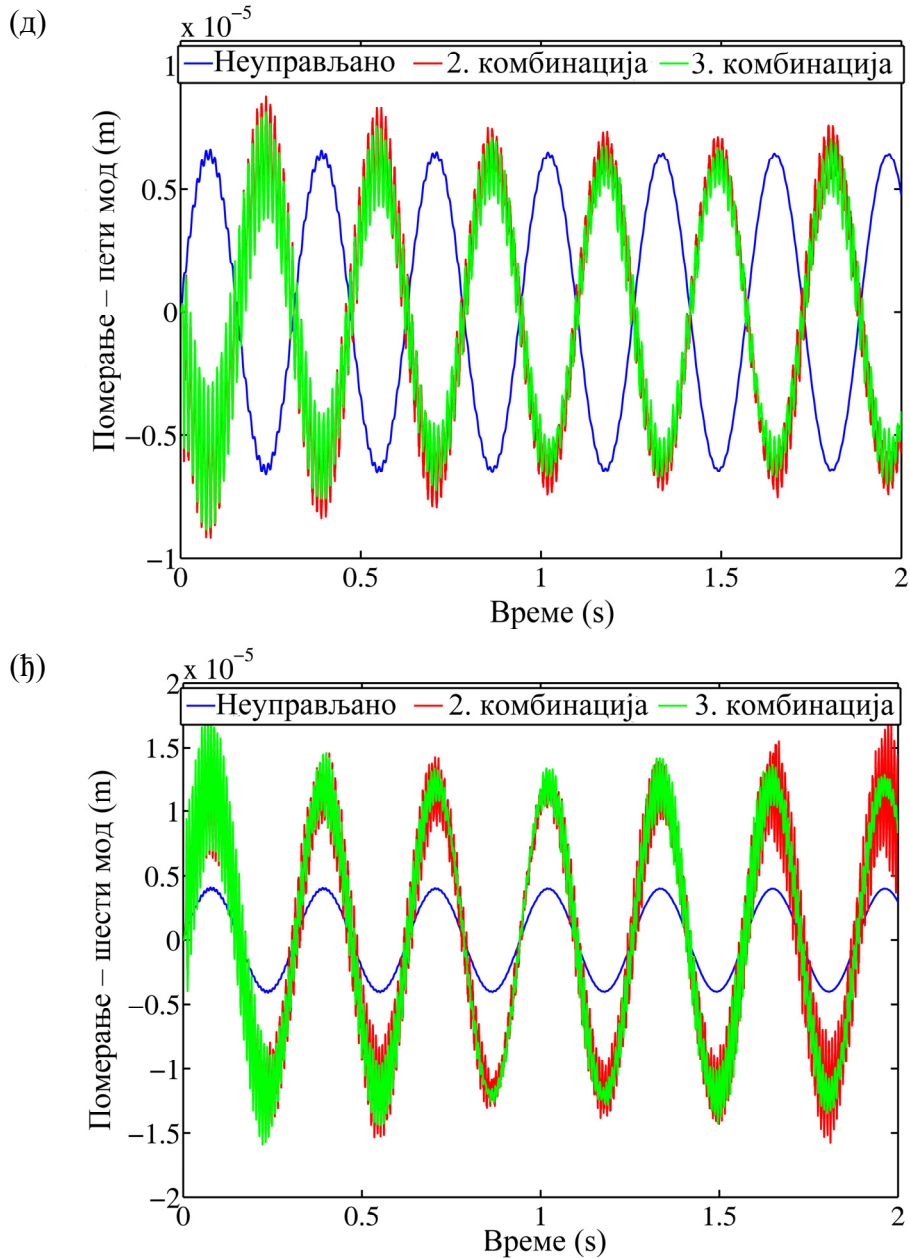 (д)
x 10⁻⁵
1
Неуправљано 2. комбинација 3. комбинација
0.5
0
−0.5
−1
Померање – пети мод (m)
0 0.5 1 1.5 2
Време (s)
(ђ)
x 10⁻⁵
2
Неуправљано 2. комбинација 3. комбинација
1.5
1
0.5
0
−0.5
−1
−1.5
−2
Померање – шести мод (m)
0 0.5 1 1.5 2
Време (s)